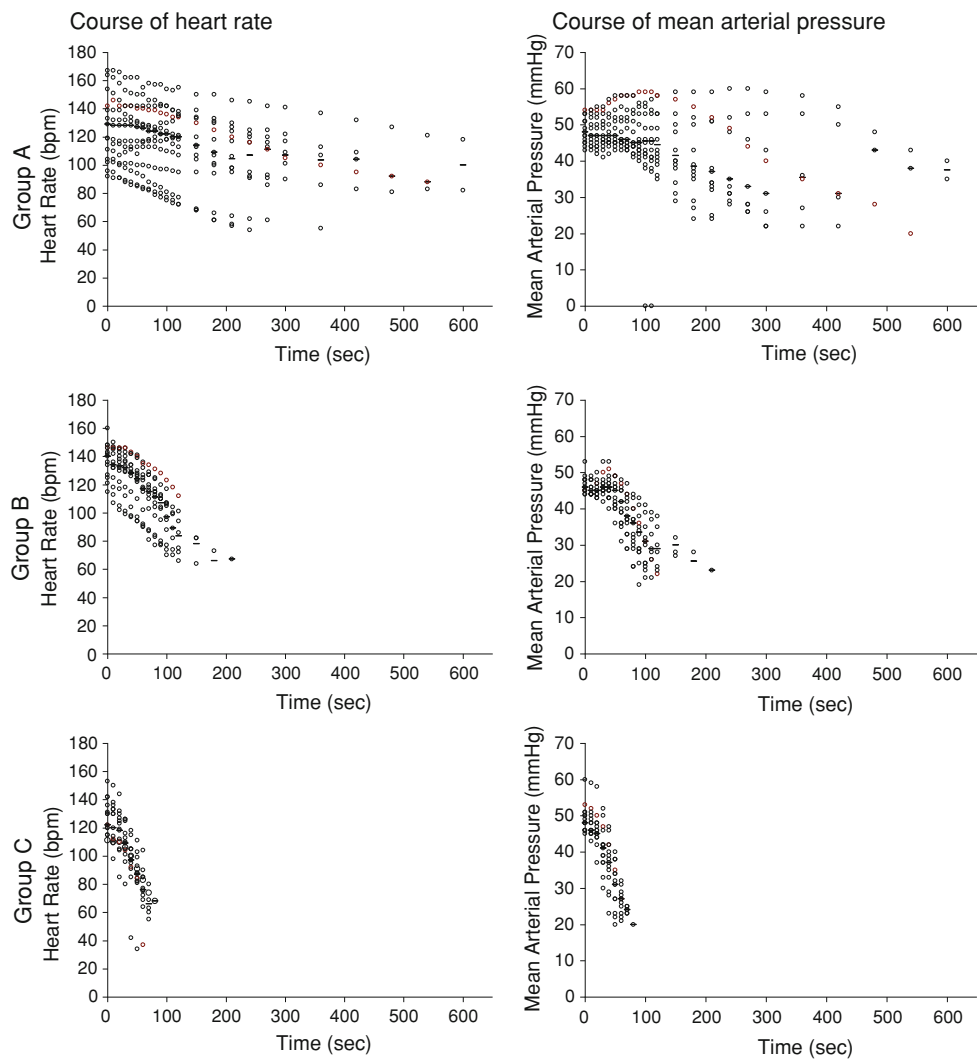 Course of heart rate
Course of mean arterial pressure
Group A
Heart Rate (bpm)
180
160
140
120
100
80
60
40
20
0
0 100 200 300 400 500 600
Time (sec)
Mean Arterial Pressure (mmHg)
70
60
50
40
30
20
10
0
0 100 200 300 400 500 600
Time (sec)
Group B
Heart Rate (bpm)
180
160
140
120
100
80
60
40
20
0
0 100 200 300 400 500 600
Time (sec)
Mean Arterial Pressure (mmHg)
70
60
50
40
30
20
10
0
0 100 200 300 400 500 600
Time (sec)
Group C
Heart Rate (bpm)
180
160
140
120
100
80
60
40
20
0
0 100 200 300 400 500 600
Time (sec)
Mean Arterial Pressure (mmHg)
70
60
50
40
30
20
10
0
0 100 200 300 400 500 600
Time (sec)